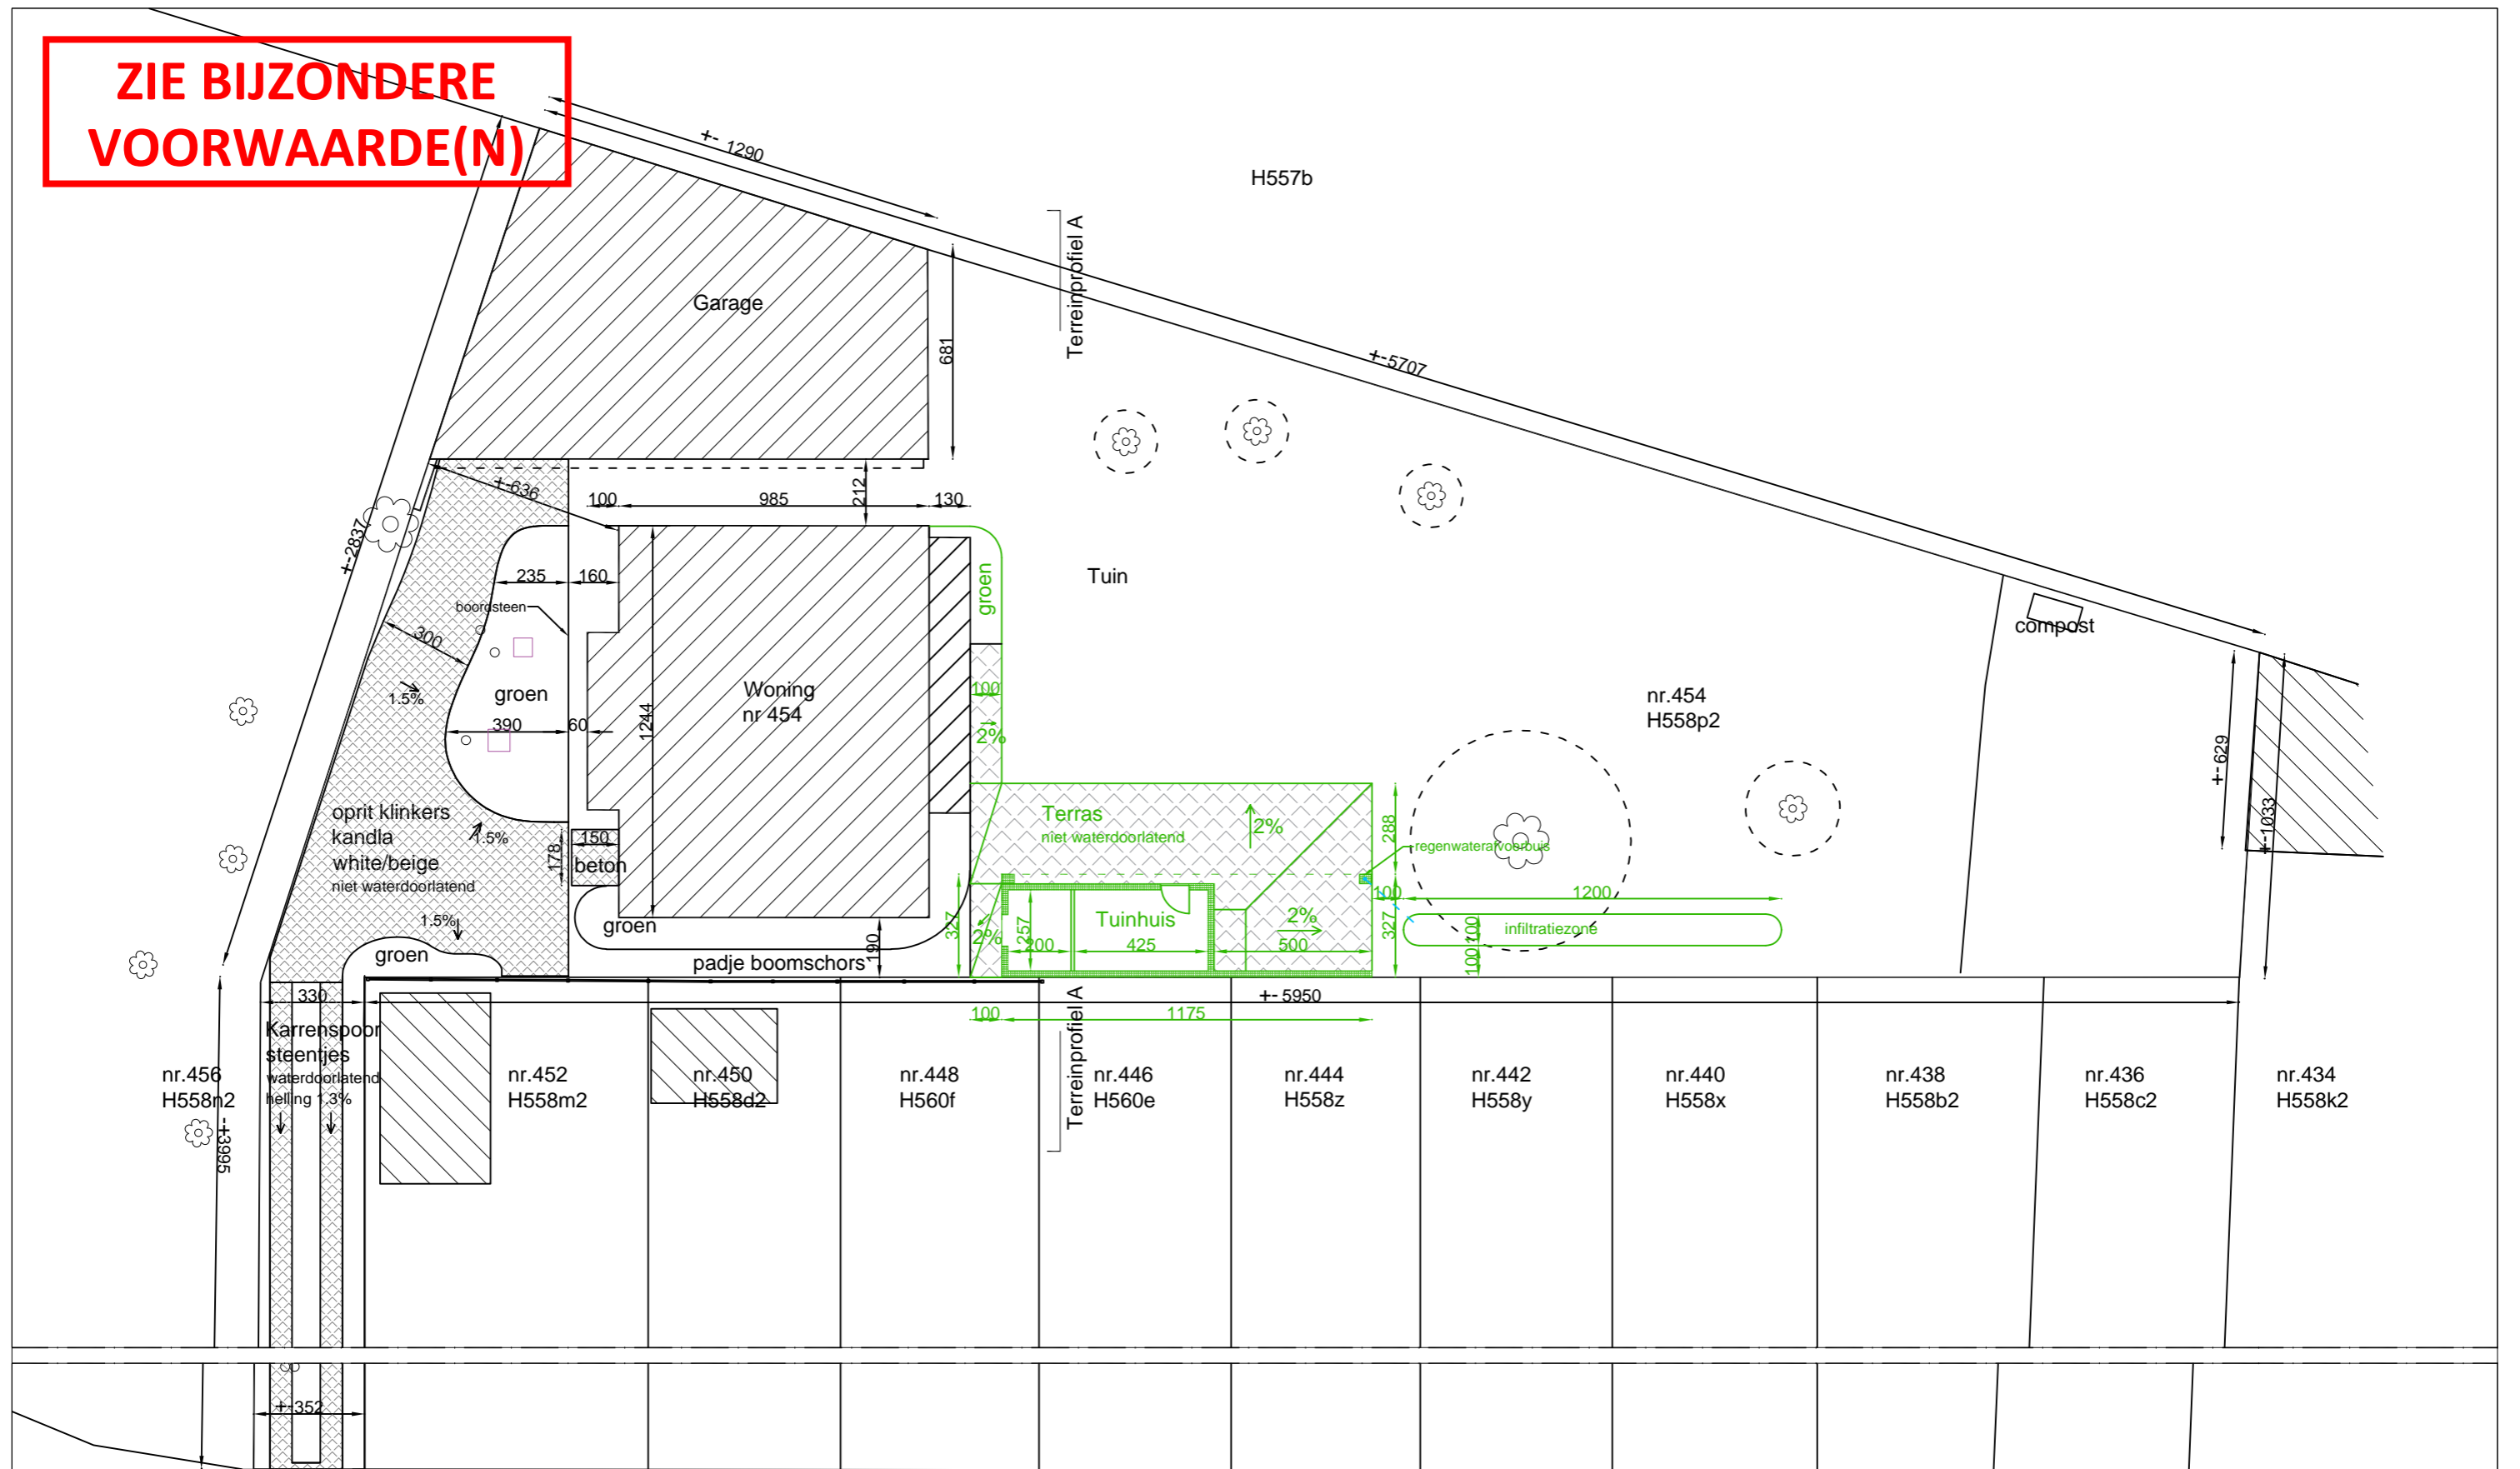 ZIE BIJZONDERE
VOORWAARDE(N)
+- 1290
H557b
Terreinprofiel A
Garage
681
+-5707
+-636
100
985
212
130
+-2837
235
160
boordsteen
groen
Tuin
300
compost
1.5%
groen
Woning
nr 454
100
nr.454
H558p2
390
60
1244
2%
+-629
+-1033
oprit klinkers
kandla
white/beige
niet waterdoorlatend
1.5%
150
178
beton
Terras
niet waterdoorlatend
2%
288
regenwaterafvoerbuis
100
1200
1.5%
groen
groen
190
padje boomschors
327
2%
257
200
Tuinhuis
425
2%
500
327
100
100
infiltratiezone
330
+- 5950
100
1175
Karrenspoor
steentjes
waterdoorlatend
helling 1.3%
Terreinprofiel A
nr.456
H558n2
nr.452
H558m2
nr.450
H558d2
nr.448
H560f
nr.446
H560e
nr.444
H558z
nr.442
H558y
nr.440
H558x
nr.438
H558b2
nr.436
H558c2
nr.434
H558k2
+-3995
+-352